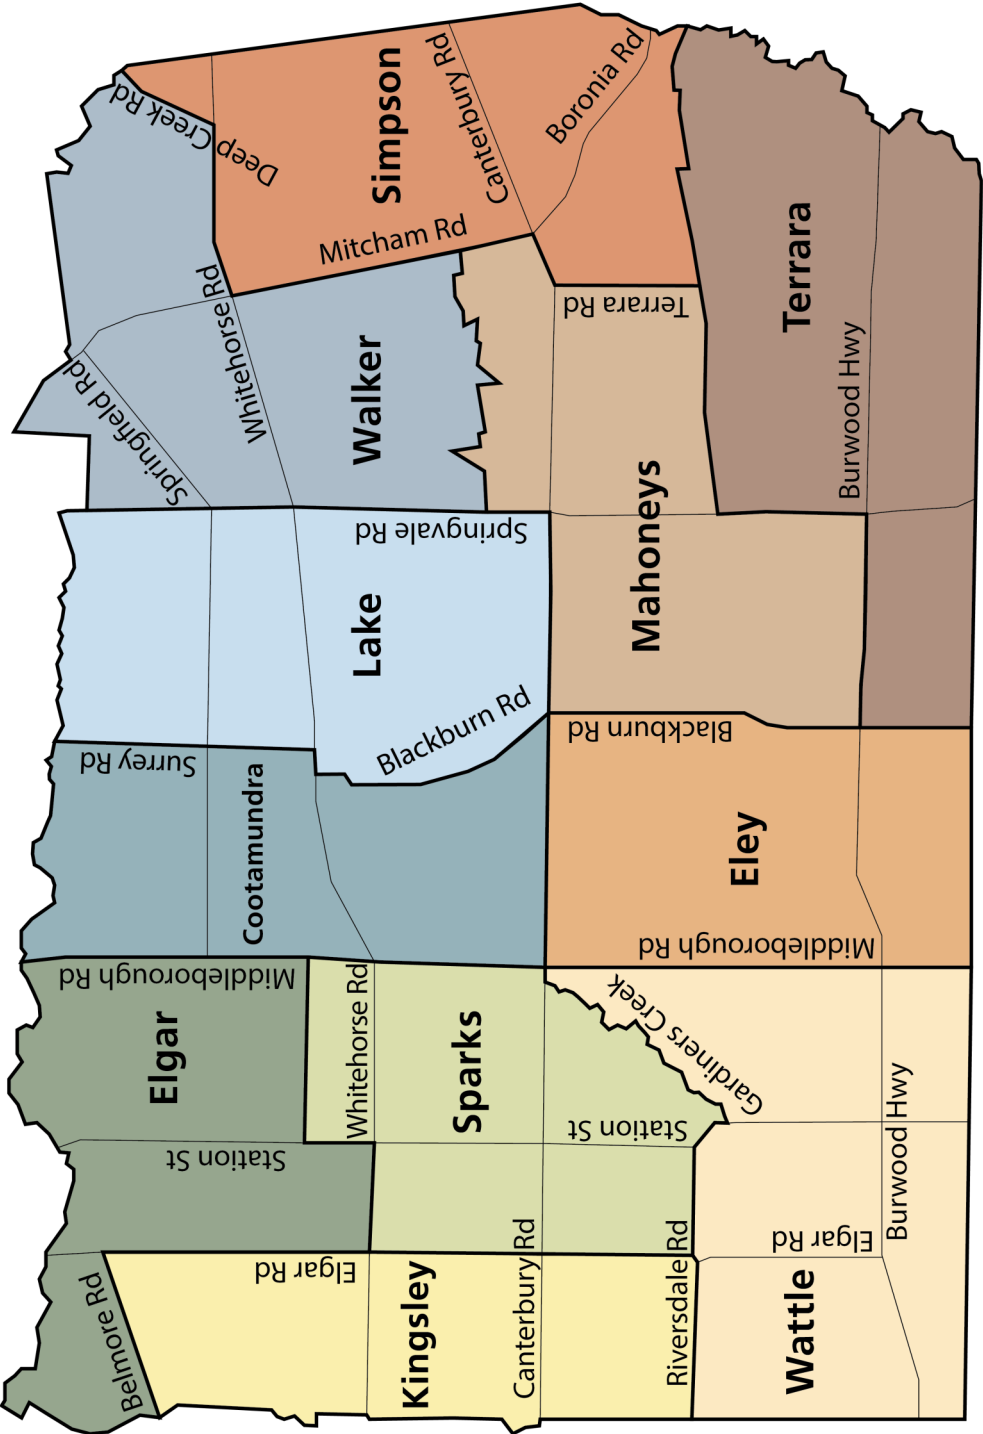 Simpson
Canterbury Rd
Boronia Rd
Deep Creek Rd
Mitcham Rd
Terrara
Terrara Rd
Whitehorse Rd
Springfield Rd
Walker
Burwood Hwy
Mahoneys
Springvale Rd
Lake
Blackburn Rd
Blackburn Rd
Surrey Rd
Cootamundra
Eley
Middleborough Rd
Middleborough Rd
Elgar
Whitehorse Rd
Sparks
Gardiners Creek
Station St
Station St
Burwood Hwy
Elgar Rd
Elgar Rd
Belmore Rd
Kingsley
Canterbury Rd
Riversdale Rd
Wattle